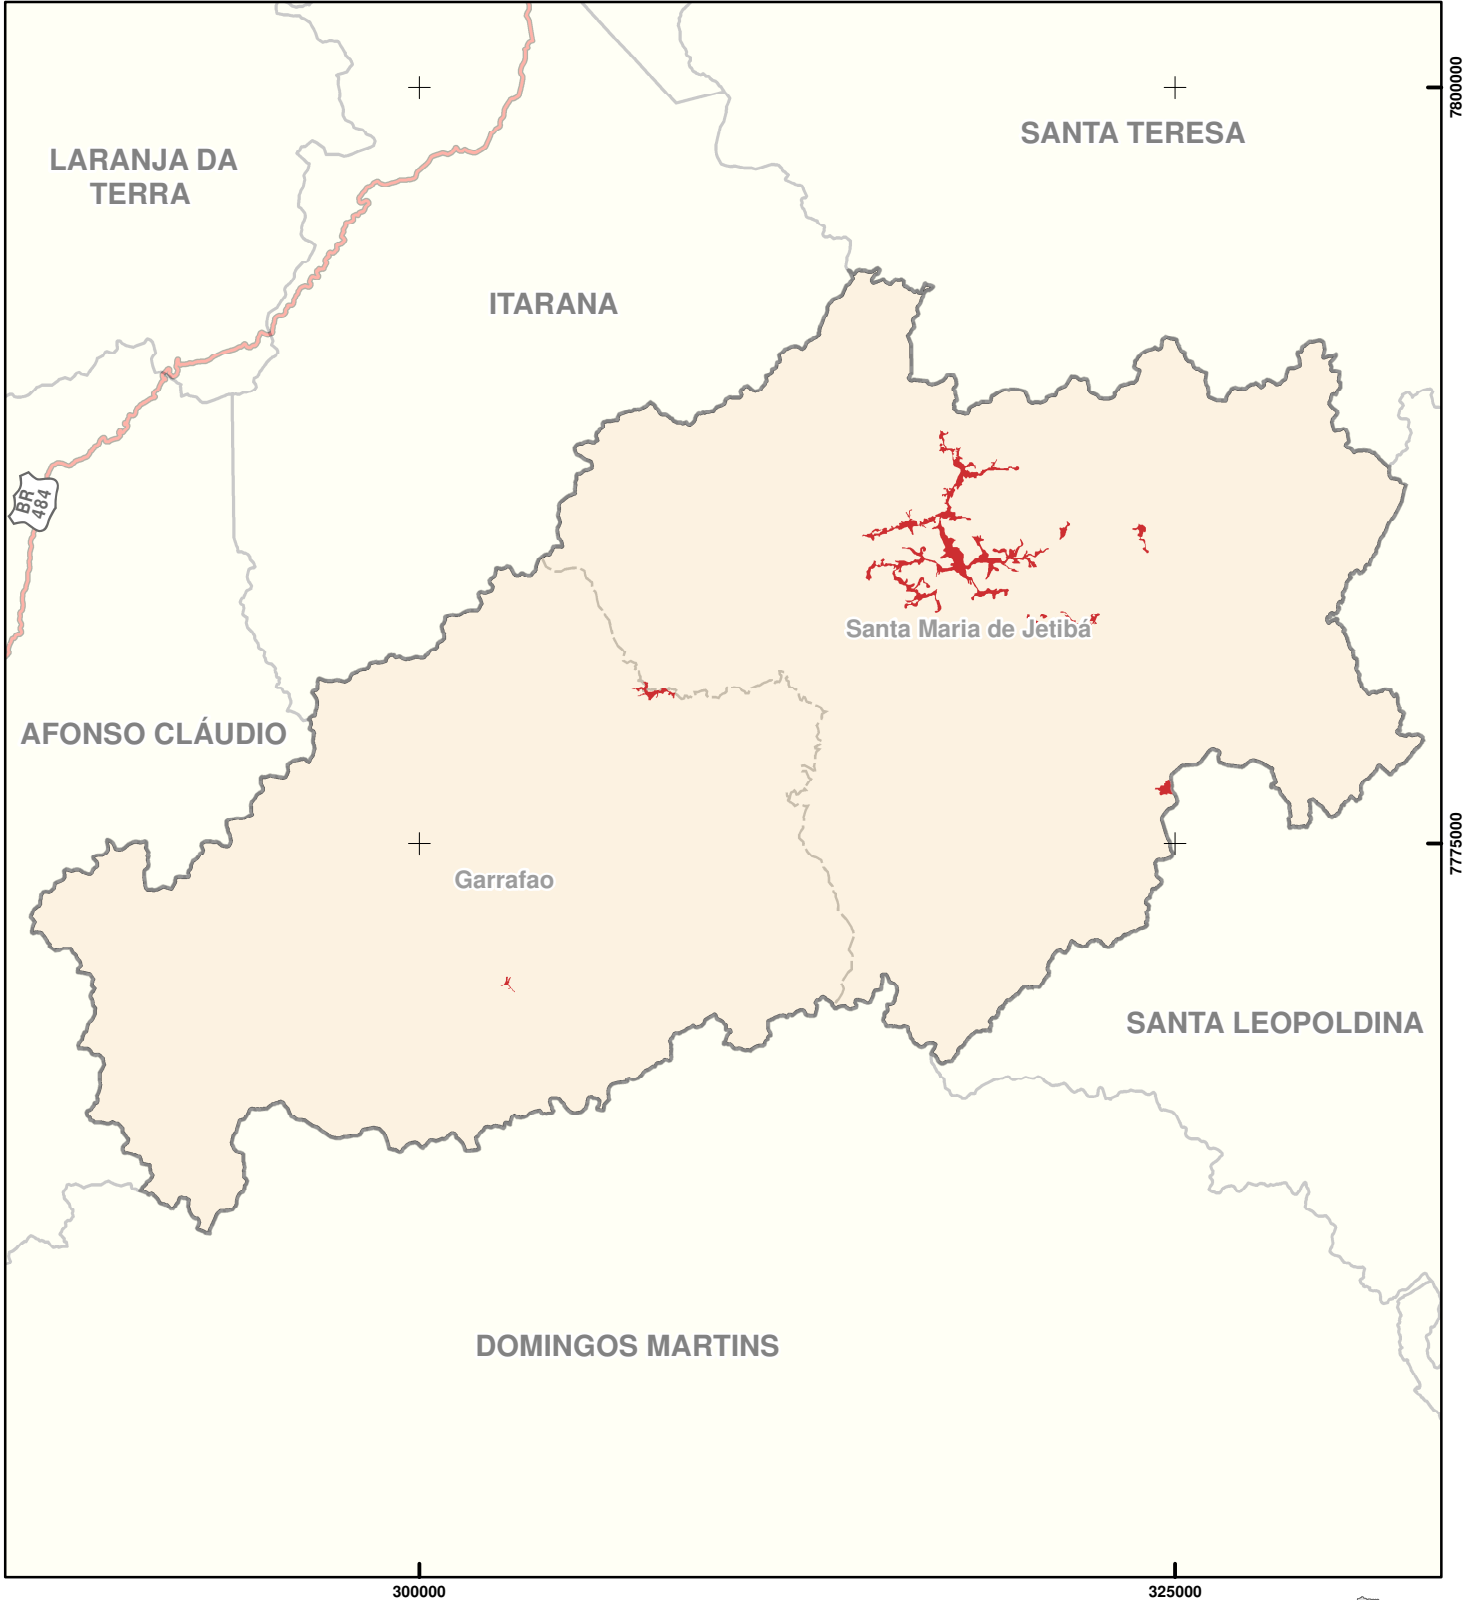 7800000
SANTA TERESA
LARANJA DA
TERRA
ITARANA
BR
484
Santa Maria de Jetibá
AFONSO CLÁUDIO
7775000
Garrafao
SANTA LEOPOLDINA
DOMINGOS MARTINS
300000
325000